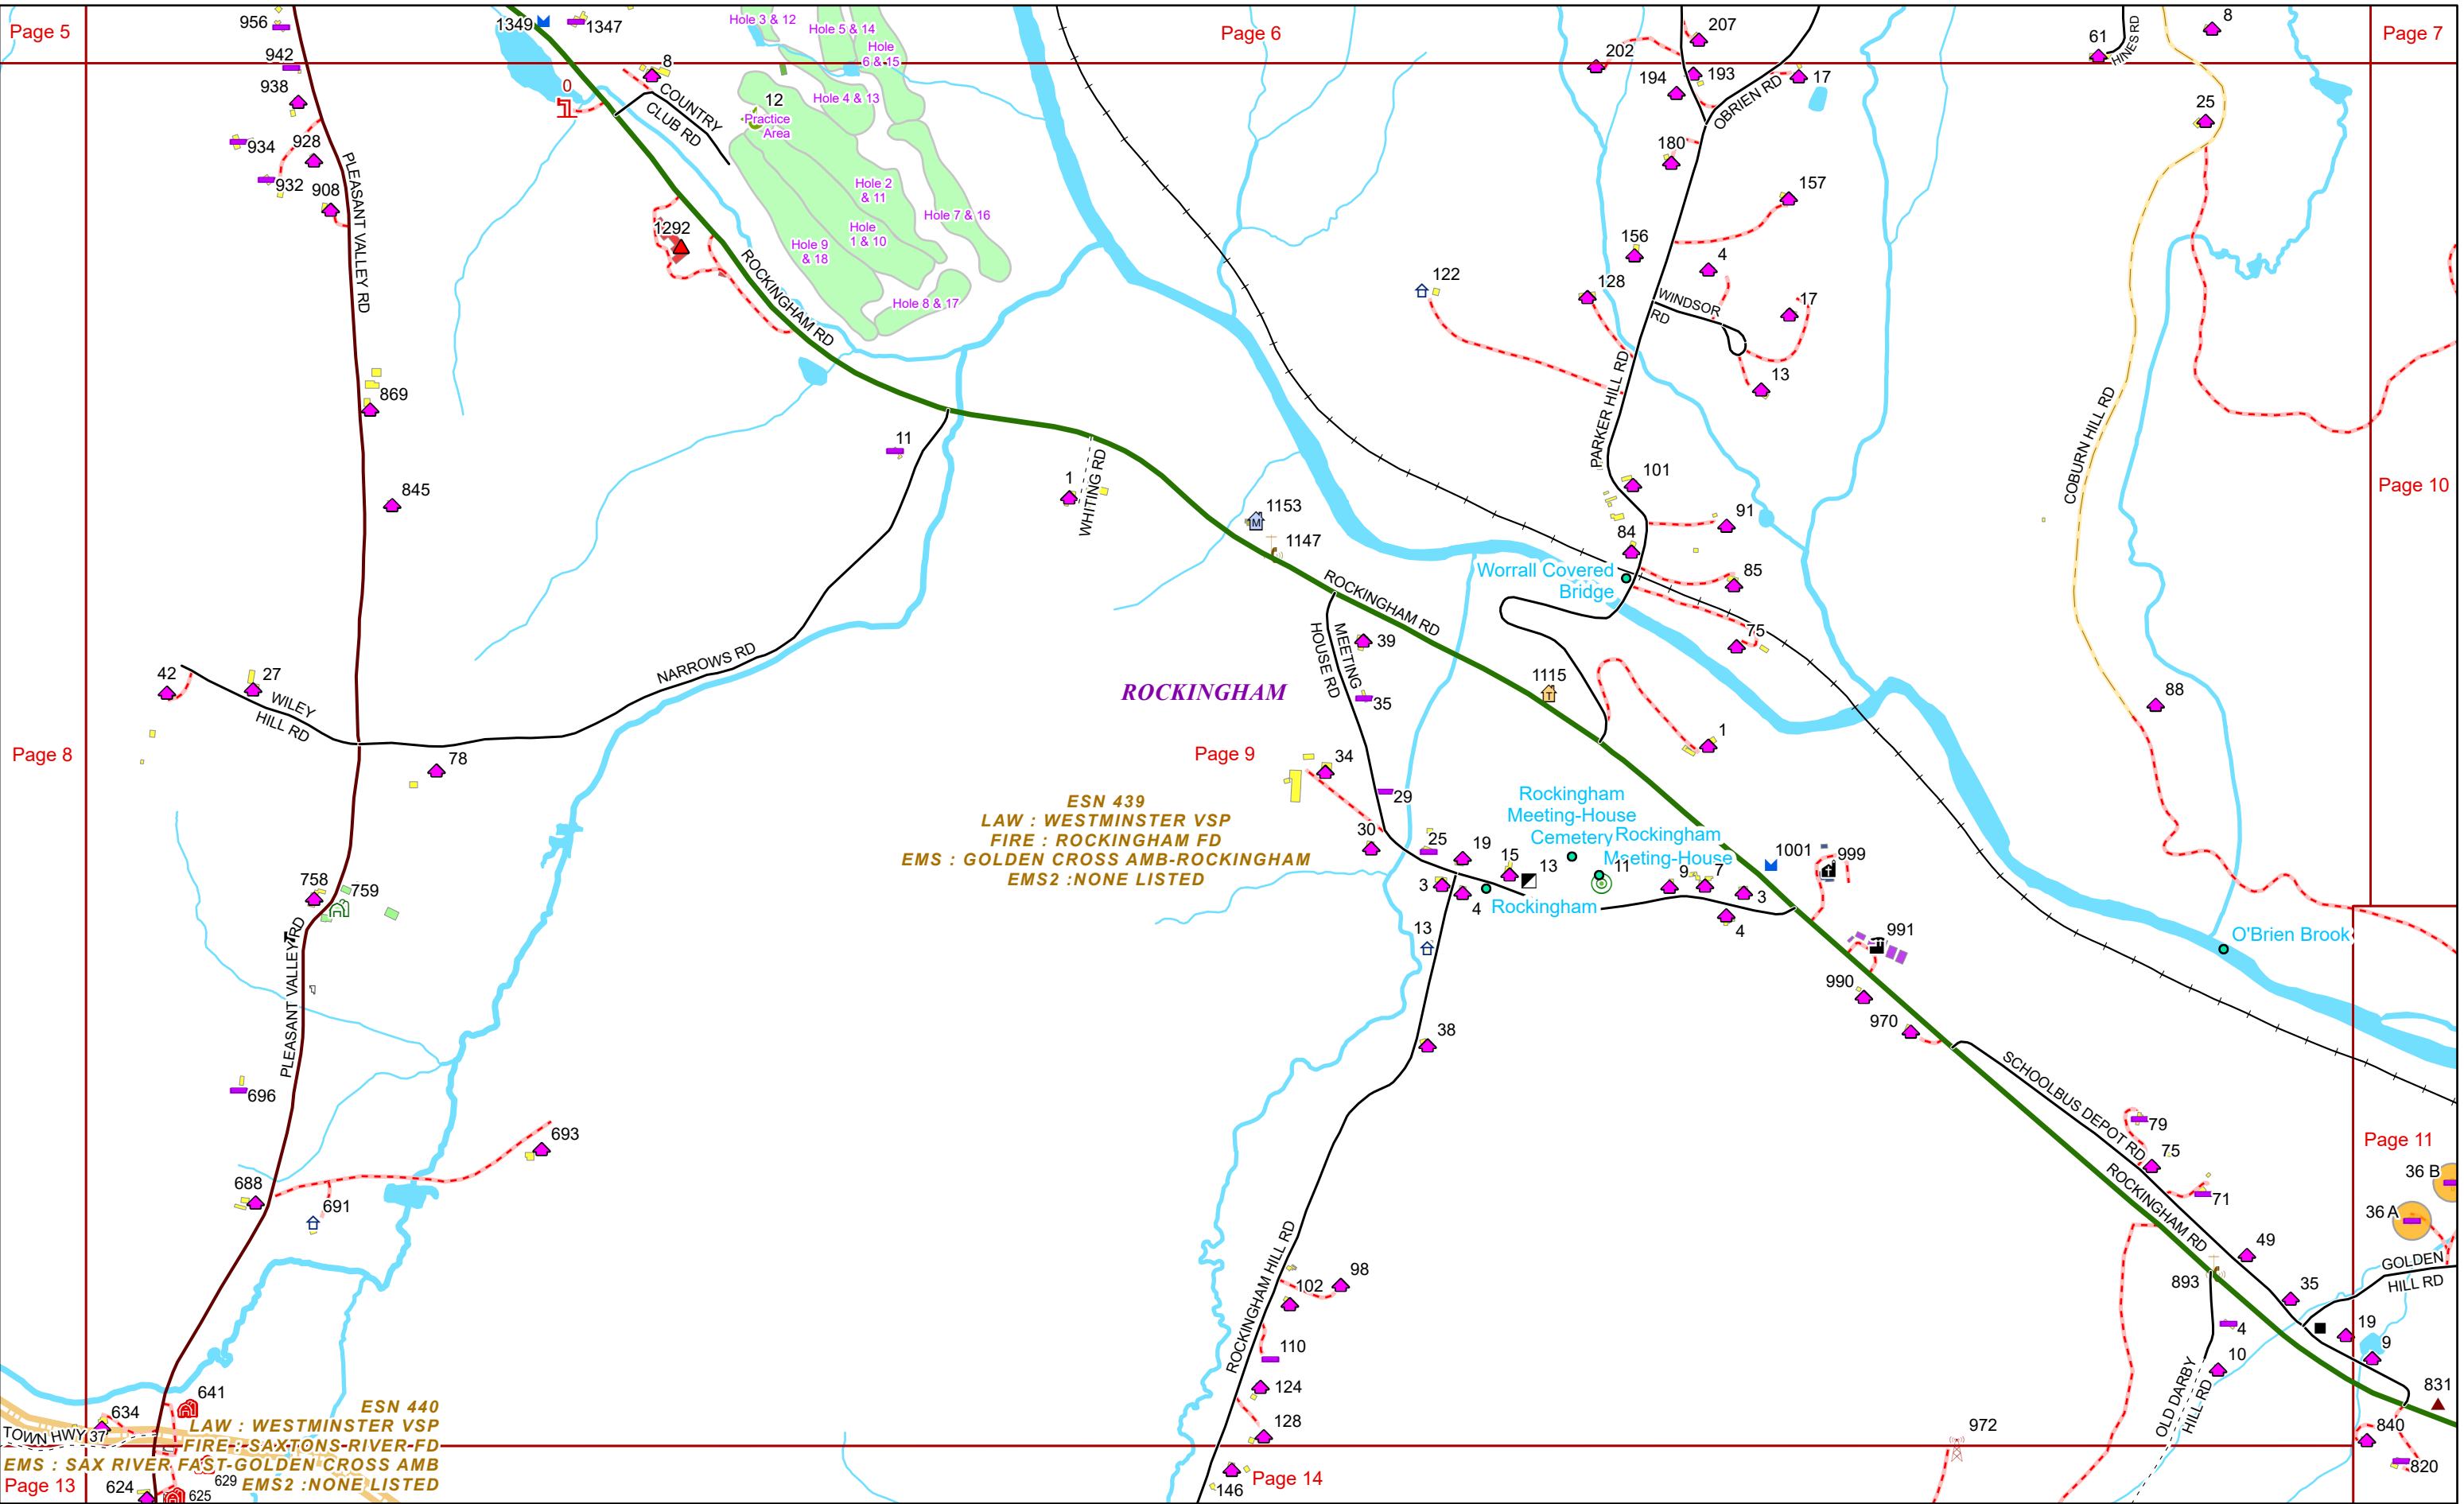 Page 5
956
1349
1347
Hole 3 & 12
Hole 5 & 14
Hole
6 & 15
Page 6
207
61
HINES RD
8
Page 7
942
938
0
8
COUNTRY
CLUB RD
12
Practice
Area
Hole 4 & 13
202
194
193
17
OBRIEN RD
25
934
928
932
908
PLEASANT VALLEY RD
180
157
Hole 2
& 11
Hole 7 & 16
Hole
1 & 10
Hole 9
& 18
Hole 8 & 17
1292
ROCKINGHAM RD
156
4
122
128
WINDSOR
RD
17
13
PARKER HILL RD
COBURN HILL RD
869
845
11
1
WHITING RD
1153
1147
101
91
84
85
75
Page 10
Worrall Covered
Bridge
ROCKINGHAM RD
MEETING
HOUSE RD
39
35
42
27
WILEY
HILL RD
NARROWS RD
78
ROCKINGHAM
1115
1
88
Page 8
Page 9
34
29
30
ESN 439
LAW : WESTMINSTER VSP
FIRE : ROCKINGHAM FD
EMS : GOLDEN CROSS AMB-ROCKINGHAM
EMS2 :NONE LISTED
Rockingham
Meeting-House
Cemetery
Rockingham
Meeting-House
25
19
15
13
11
9
7
3
4
1001
999
3
4
Rockingham
13
758
759
PLEASANT VALLEY RD
991
990
970
O'Brien Brook
38
696
693
688
691
SCHOOLBUS DEPOT RD
79
75
71
Page 11
36 B
36 A
ROCKINGHAM RD
49
35
GOLDEN
HILL RD
893
4
10
19
9
OLD DARBY
HILL RD
831
840
820
972
ROCKINGHAM HILL RD
98
102
110
124
128
146
Page 14
641
634
TOWN HWY 37
ESN 440
LAW : WESTMINSTER VSP
FIRE : SAXTONS RIVER FD
EMS : SAX RIVER FAST-GOLDEN CROSS AMB
EMS2 :NONE LISTED
Page 13
624
625
629